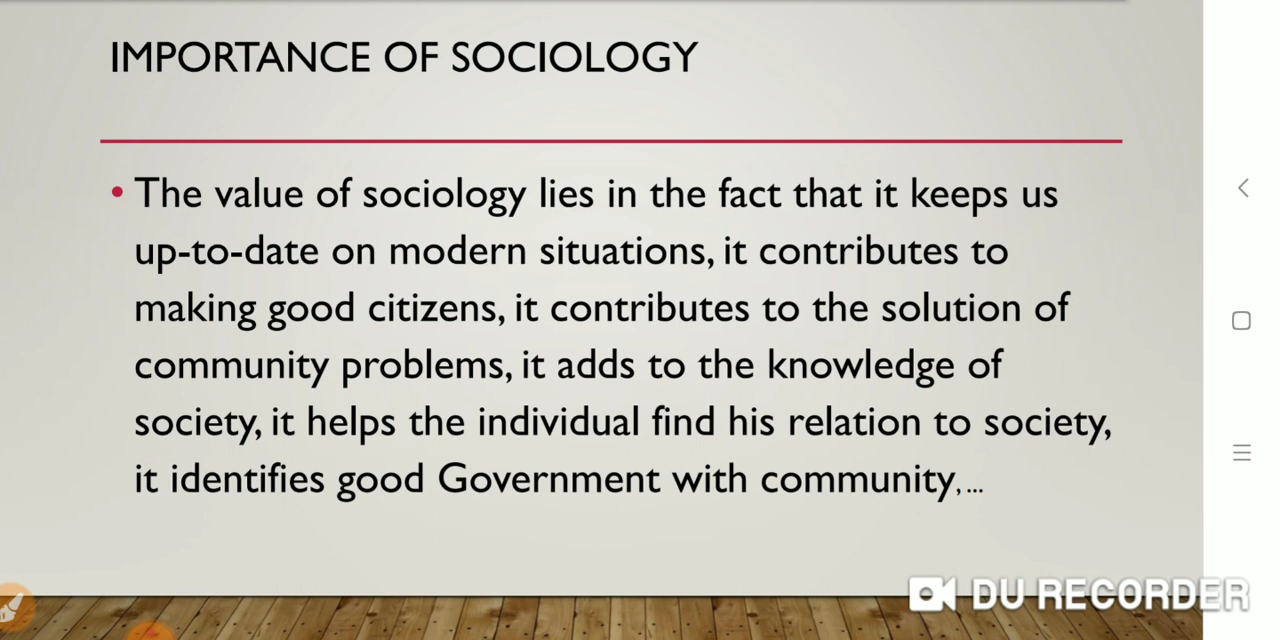 IMPORTANCE OF SOCIOLOGY
• The value of sociology lies in the fact that it keeps us
up-to-date on modern situations, it contributes to
making good citizens, it contributes to the solution of
community problems, it adds to the knowledge of
society, it helps the individual find his relation to society,
it identifies good Government with community, ...
DU RECORDER